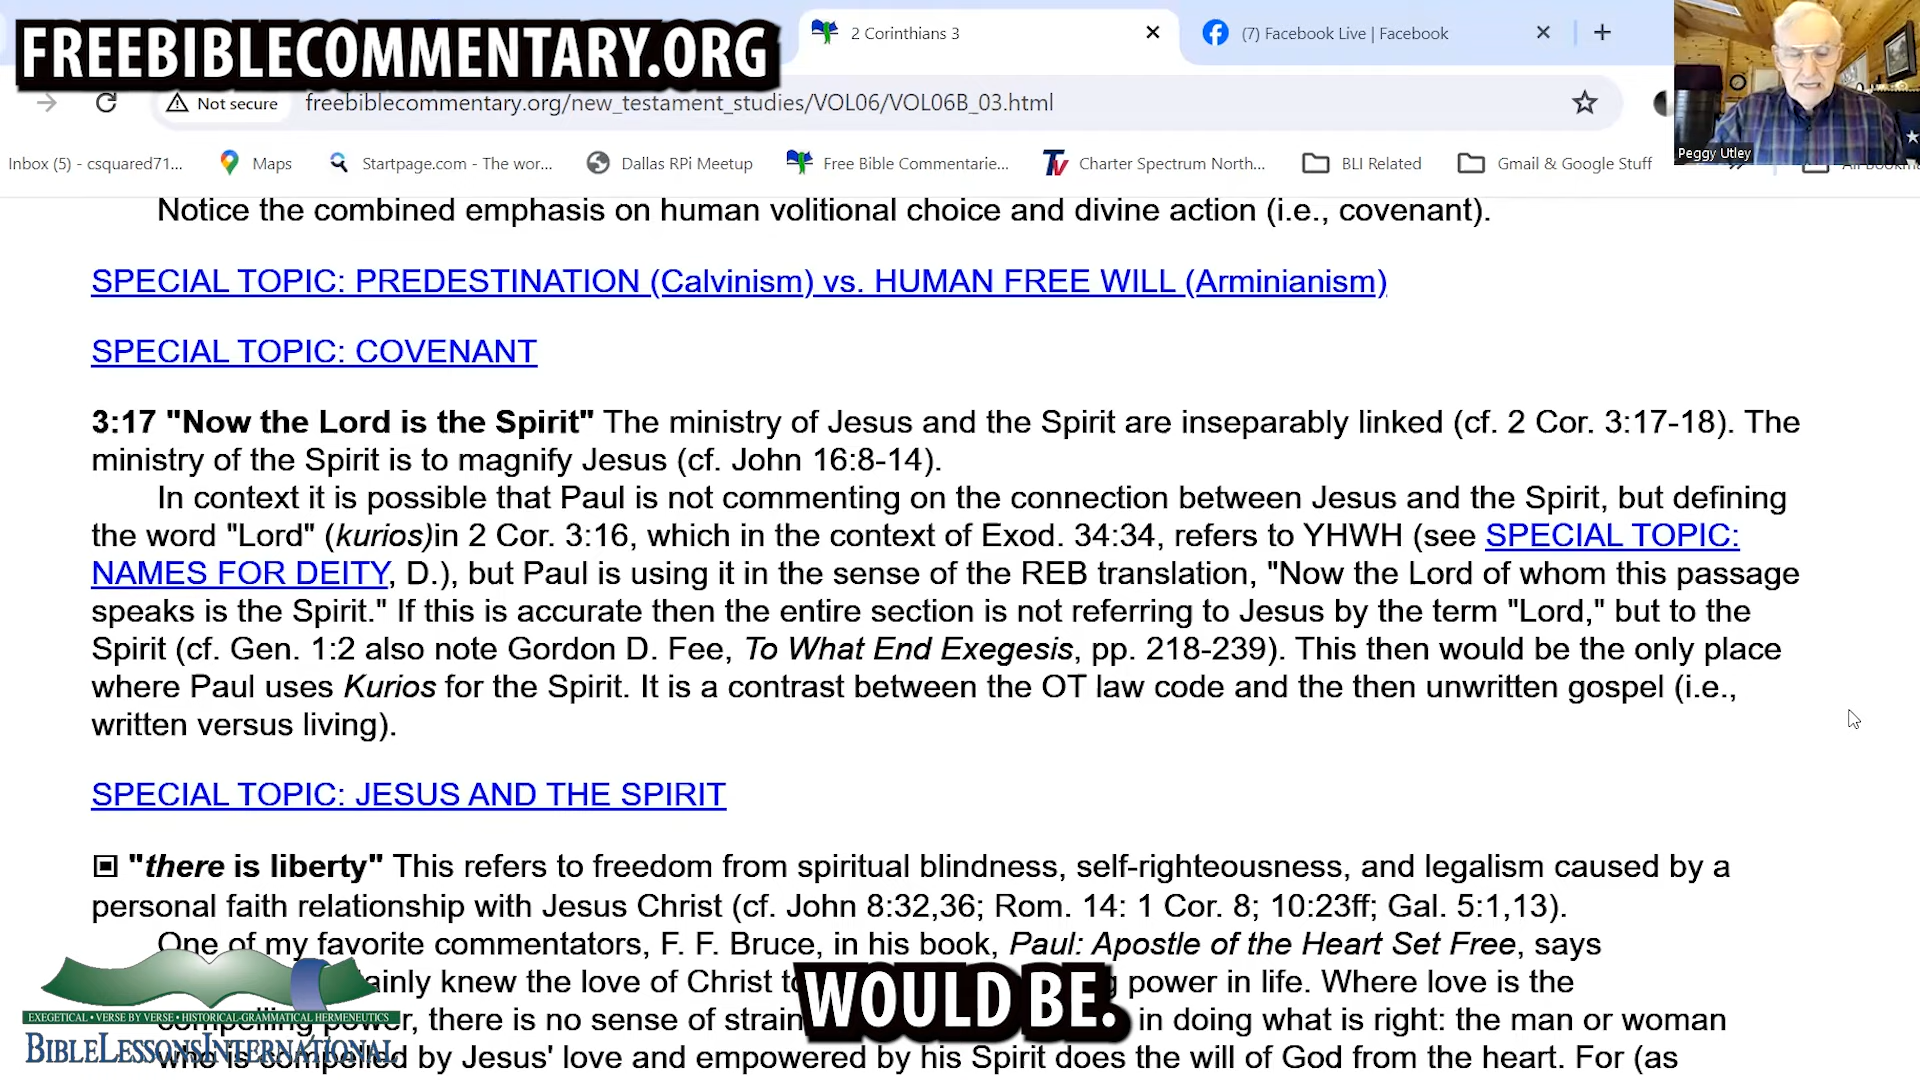 FREEBIBLECOMMENTARY.ORG
2 Corinthians 3
(7) Facebook Live | Facebook
Not secure
freebiblecommentary.org/new_testament_studies/VOL06/VOL06B_03.html
Peggy Utley
Inbox (5) - csquared71...
Maps
Startpage.com - The wor...
Dallas RPi Meetup
Free Bible Commentarie...
Charter Spectrum North...
BLI Related
Gmail & Google Stuff
Notice the combined emphasis on human volitional choice and divine action (i.e., covenant).
SPECIAL TOPIC: PREDESTINATION (Calvinism) vs. HUMAN FREE WILL (Arminianism)
SPECIAL TOPIC: COVENANT
3:17 "Now the Lord is the Spirit" The ministry of Jesus and the Spirit are inseparably linked (cf. 2 Cor. 3:17-18). The
ministry of the Spirit is to magnify Jesus (cf. John 16:8-14).
In context it is possible that Paul is not commenting on the connection between Jesus and the Spirit, but defining
the word "Lord" (kurios)in 2 Cor. 3:16, which in the context of Exod. 34:34, refers to YHWH (see SPECIAL TOPIC:
NAMES FOR DEITY, D.), but Paul is using it in the sense of the REB translation, "Now the Lord of whom this passage
speaks is the Spirit." If this is accurate then the entire section is not referring to Jesus by the term "Lord," but to the
Spirit (cf. Gen. 1:2 also note Gordon D. Fee, To What End Exegesis, pp. 218-239). This then would be the only place
where Paul uses Kurios for the Spirit. It is a contrast between the OT law code and the then unwritten gospel (i.e.,
written versus living).
SPECIAL TOPIC: JESUS AND THE SPIRIT
"there is liberty" This refers to freedom from spiritual blindness, self-righteousness, and legalism caused by a
personal faith relationship with Jesus Christ (cf. John 8:32,36; Rom. 14: 1 Cor. 8; 10:23ff; Gal. 5:1,13).
One of my favorite commentators, F. F. Bruce, in his book, Paul: Apostle of the Heart Set Free, says
knew the love of Christ power in life. Where love is the
compelling power, there is no sense of in doing what is right: the man or woman
who is compelled by Jesus' love and empowered by his Spirit does the will of God from the heart. For (as
WOULD BE.
EXEGETICAL • VERSE BY VERSE • HISTORICAL-GRAMMATICAL HERMENEUTICS
BIBLELESSONSINTERNATIONAL